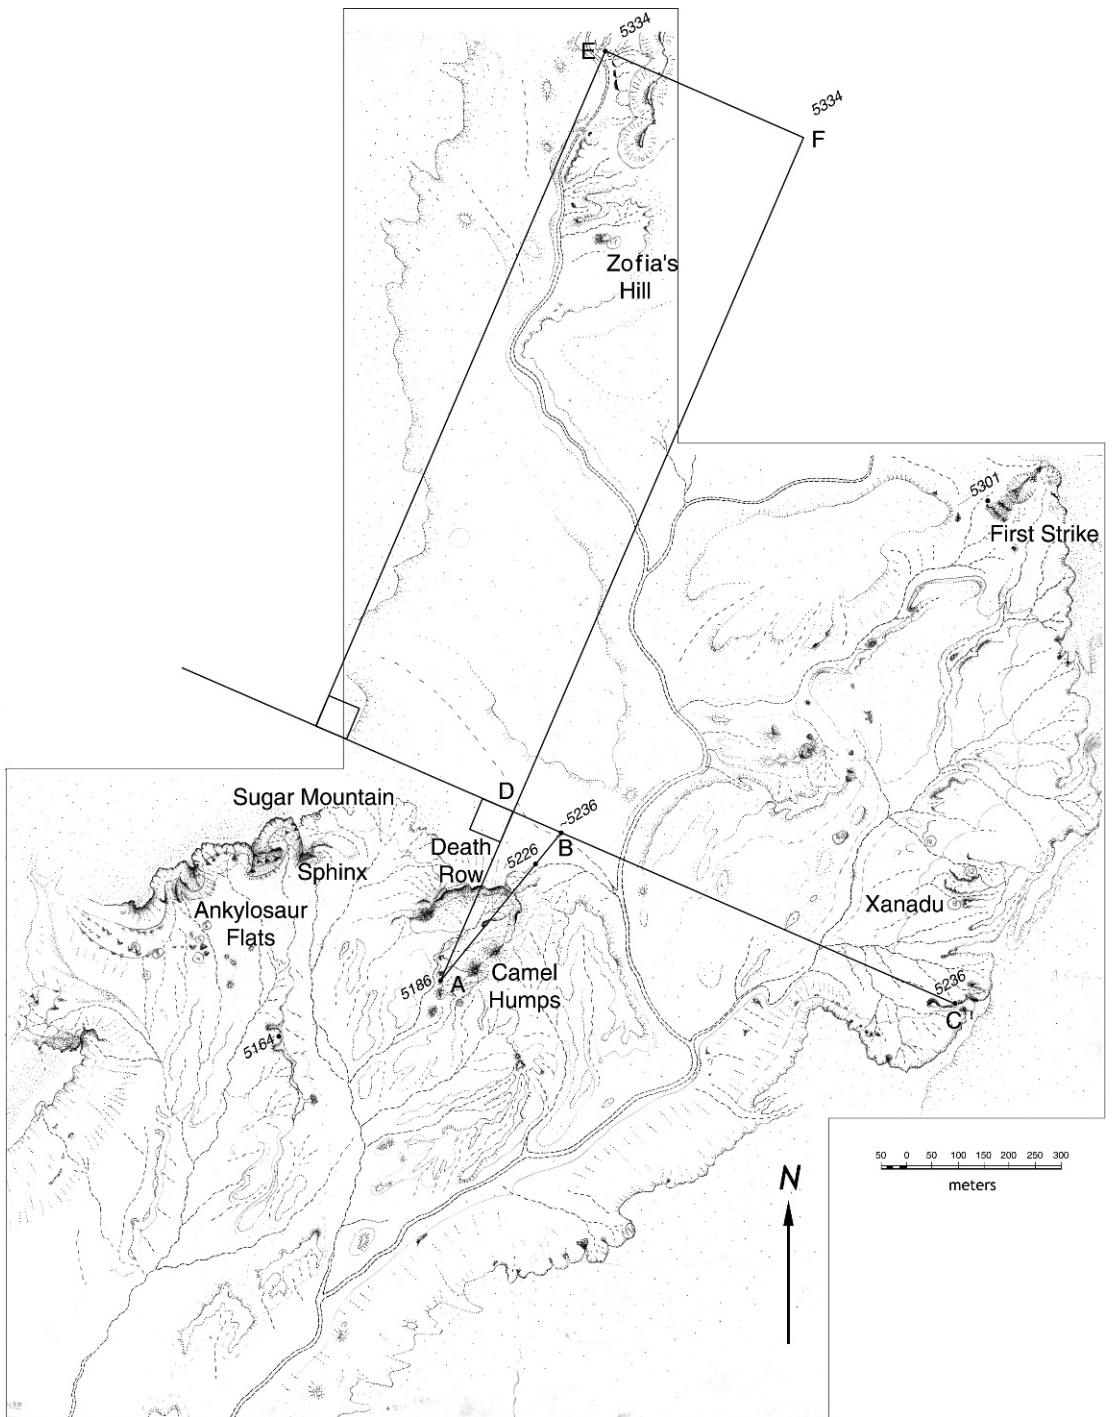 5334
E
5334
F
Zofia's
Hill
5301
First Strike
D
Sugar Mountain
~5236
Death
Row
B
5226
Sphinx
Ankylosaur
Flats
Xanadu
5186
A
Camel
Humps
5236
C
5164
50 0 50 100 150 200 250 300
meters
N